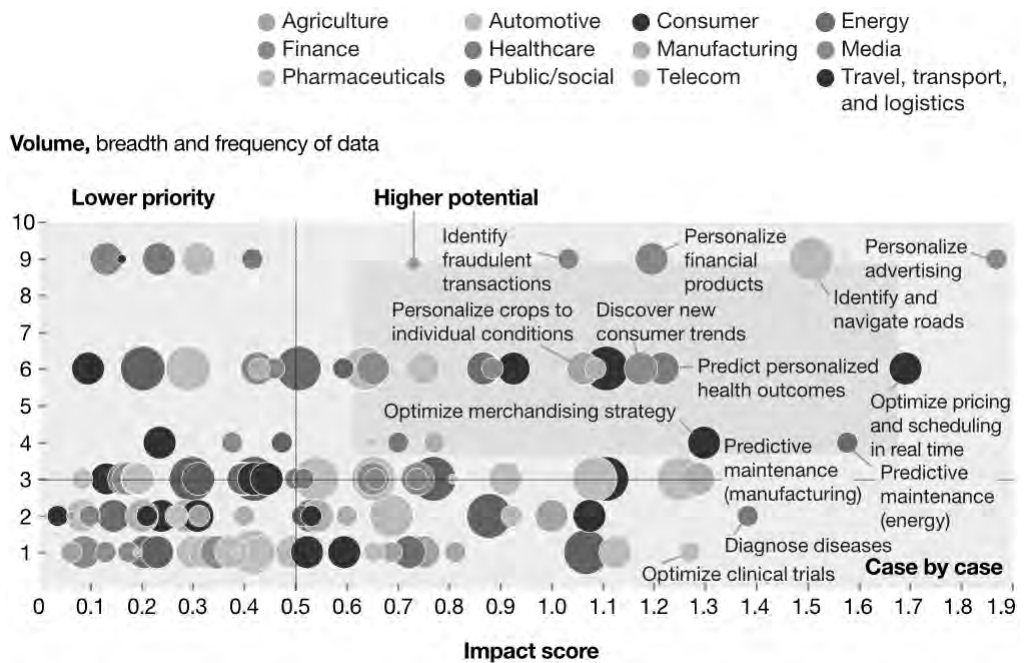 Agriculture
Automotive
Consumer
Energy
Finance
Healthcare
Manufacturing
Media
Pharmaceuticals
Public/social
Telecom
Travel, transport,
and logistics
Volume, breadth and frequency of data
Lower priority
Higher potential
10
9
8
7
6
5
4
3
2
1
Identify
fraudulent
transactions
Personalize
financial
products
Personalize
advertising
Identify and
navigate roads
Personalize crops to
individual conditions
Discover new
consumer trends
Predict personalized
health outcomes
Optimize pricing
and scheduling
in real time
Optimize merchandising strategy
Predictive
maintenance
(manufacturing)
Predictive
maintenance
(energy)
Diagnose diseases
Optimize clinical trials
Case by case
0 0.1 0.2 0.3 0.4 0.5 0.6 0.7 0.8 0.9 1.0 1.1 1.2 1.3 1.4 1.5 1.6 1.7 1.8 1.9
Impact score